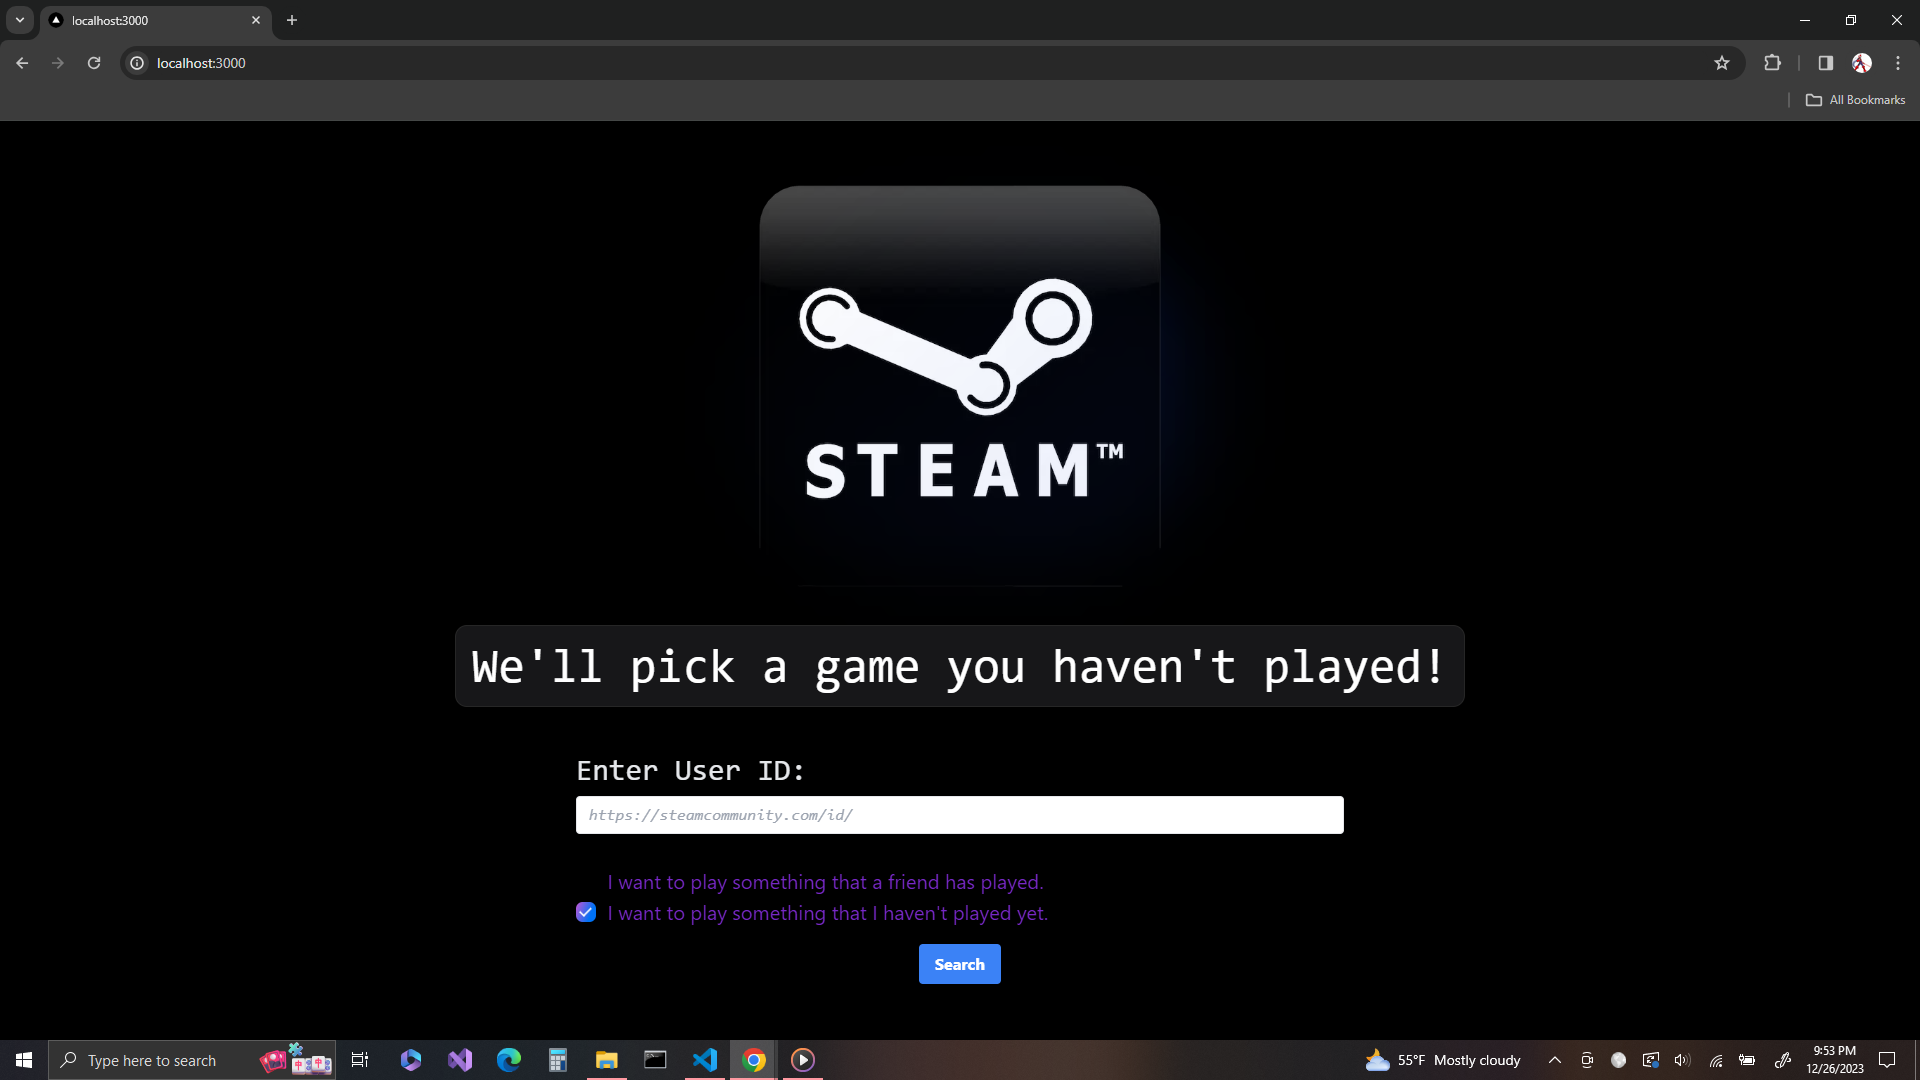 localhost:3000
localhost:3000
All Bookmarks
STEAM™
We'll pick a game you haven't played!
Enter User ID:
https://steamcommunity.com/id/
I want to play something that a friend has played.
I want to play something that I haven't played yet.
Search
Type here to search
55°F Mostly cloudy
9:53 PM
12/26/2023